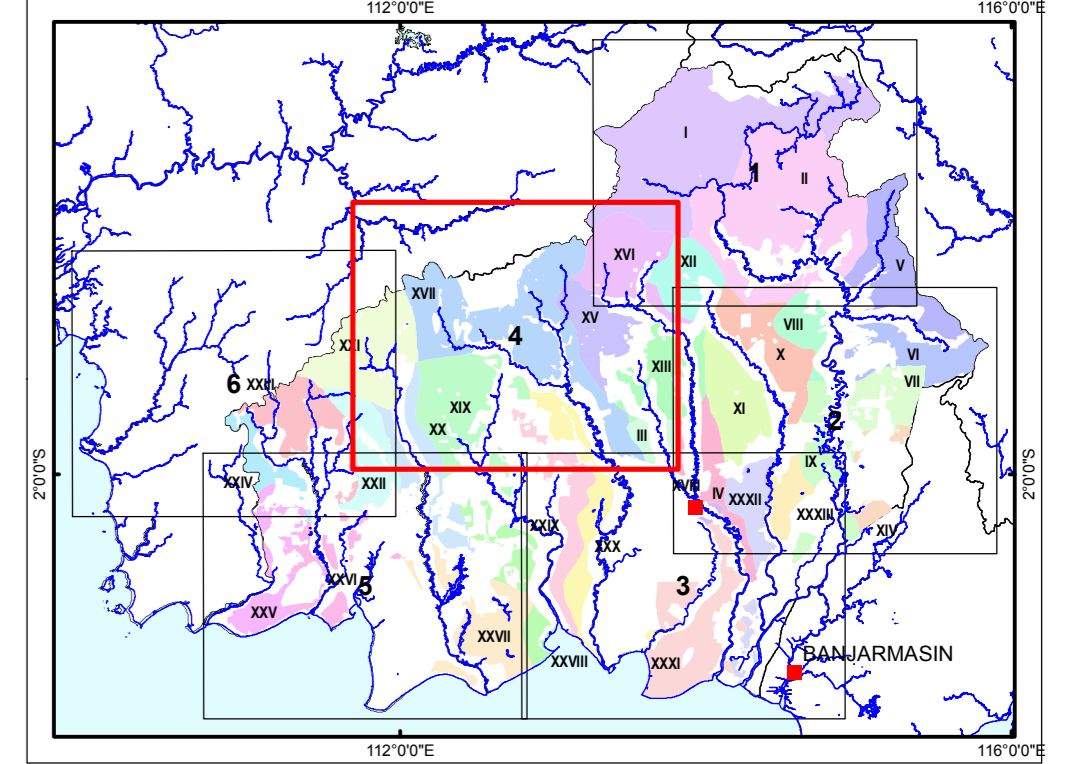 112°0'0"E
116°0'0"E
I
1
II
XVI
XII
V
XVII
XV
VIII
4
XXI
X
VI
XIII
VII
6
XXIII
XIX
XI
XX
2
III
IX
2°0'0"S
2°0'0"S
XXIV
XXII
XVIII
IV
XXXII
XXXIII
XXIX
XIV
XXX
XXVI
5
3
XXV
XXVII
BANJARMASIN
XXVIII
XXXI
112°0'0"E
116°0'0"E